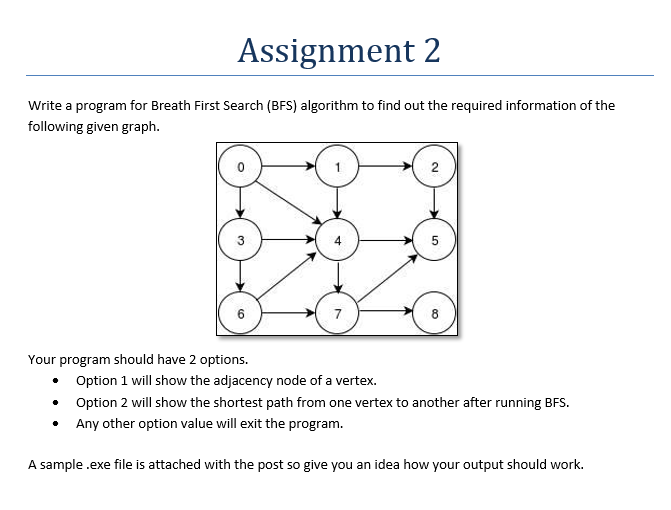 Assignment 2
Write a program for Breath First Search (BFS) algorithm to find out the required information of the
following given graph.
0 1 2
3 4 5
6 7 8
Your program should have 2 options.
• Option 1 will show the adjacency node of a vertex.
• Option 2 will show the shortest path from one vertex to another after running BFS.
• Any other option value will exit the program.
A sample .exe file is attached with the post so give you an idea how your output should work.